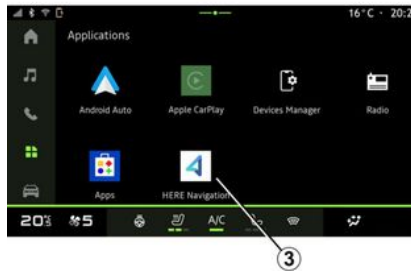 16°C · 20:2
Applications
Android Auto
Apple CarPlay
Devices Manager
Radio
Apps
HERE Navigation
20
5
A/C
3